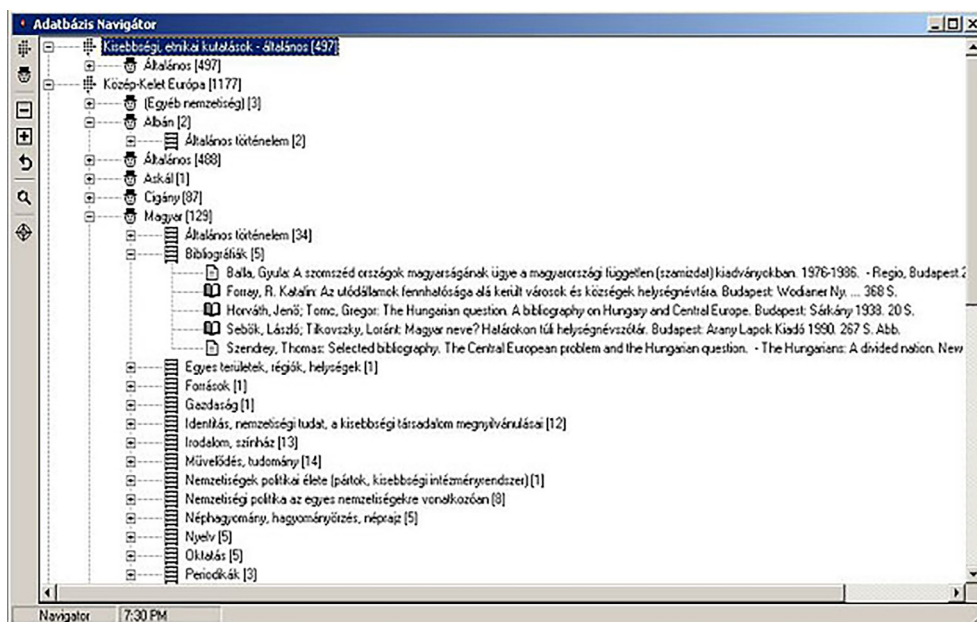 Adatbázis Navigátor
Kisebbségi, etnikai kutatások - általános [497]
Általános [497]
Közép-Kelet Európa [1177]
(Egyéb nemzetiség) [3]
Albán [2]
Általános történelem [2]
Általános [488]
Askál [1]
Cigány [87]
Magyar [129]
Általános történelem [34]
Bibliográfiák [5]
Balla, Gyula: A szomszéd országok magyarságának ügye a magyarországi független (szamizdat) kiadványokban. 1976-1986. - Regio, Budapest 2
Forray, R. Katalin: Az utódállamok fennhatósága alá került városok és községek helységnévtára. Budapest: Wodianer Ny. ... 368 S.
Horváth, Jenő; Tomc, Gregor: The Hungarian question. A bibliography on Hungary and Central Europe. Budapest: Sárkány 1938. 20 S.
Sebők, László; Tilkovszky, Loránt: Magyar neve? Határokon túli helységnévszótár. Budapest: Arany Lapok Kiadó 1990. 267 S. Abb.
Szendrey, Thomas: Selected bibliography. The Central European problem and the Hungarian question. - The Hungarians: A divided nation. New
Egyes területek, régiók, helységek [1]
Források [1]
Gazdaság [1]
Identitás, nemzetiségi tudat, a kisebbségi társadalom megnyilvánulásai [12]
Irodalom, színház [13]
Művelődés, tudomány [14]
Nemzetiségek politikai élete (pártok, kisebbségi intézményrendszer) [1]
Nemzetiségi politika az egyes nemzetiségekre vonatkozóan [8]
Néphagyomány, hagyományőrzés, néprajz [5]
Nyelv [5]
Oktatás [5]
Periodikák [3]
Navigator 7:30 PM